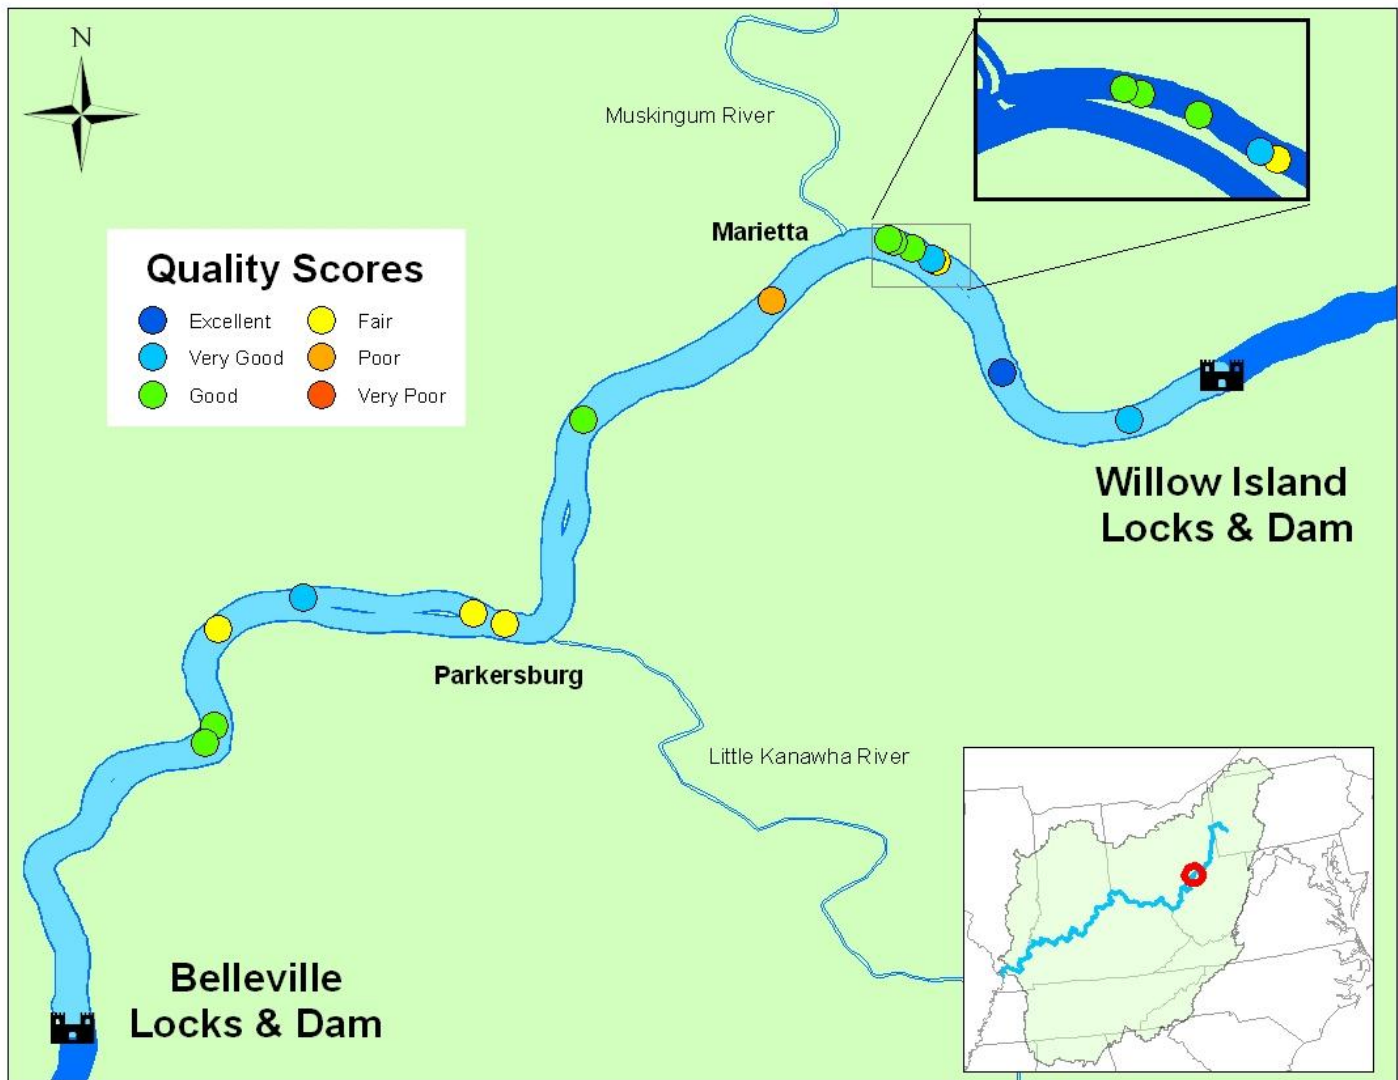 N
Muskingum River
Marietta
Quality Scores
Excellent
Fair
Very Good
Poor
Good
Very Poor
Willow Island
Locks & Dam
Parkersburg
Little Kanawha River
Belleville
Locks & Dam